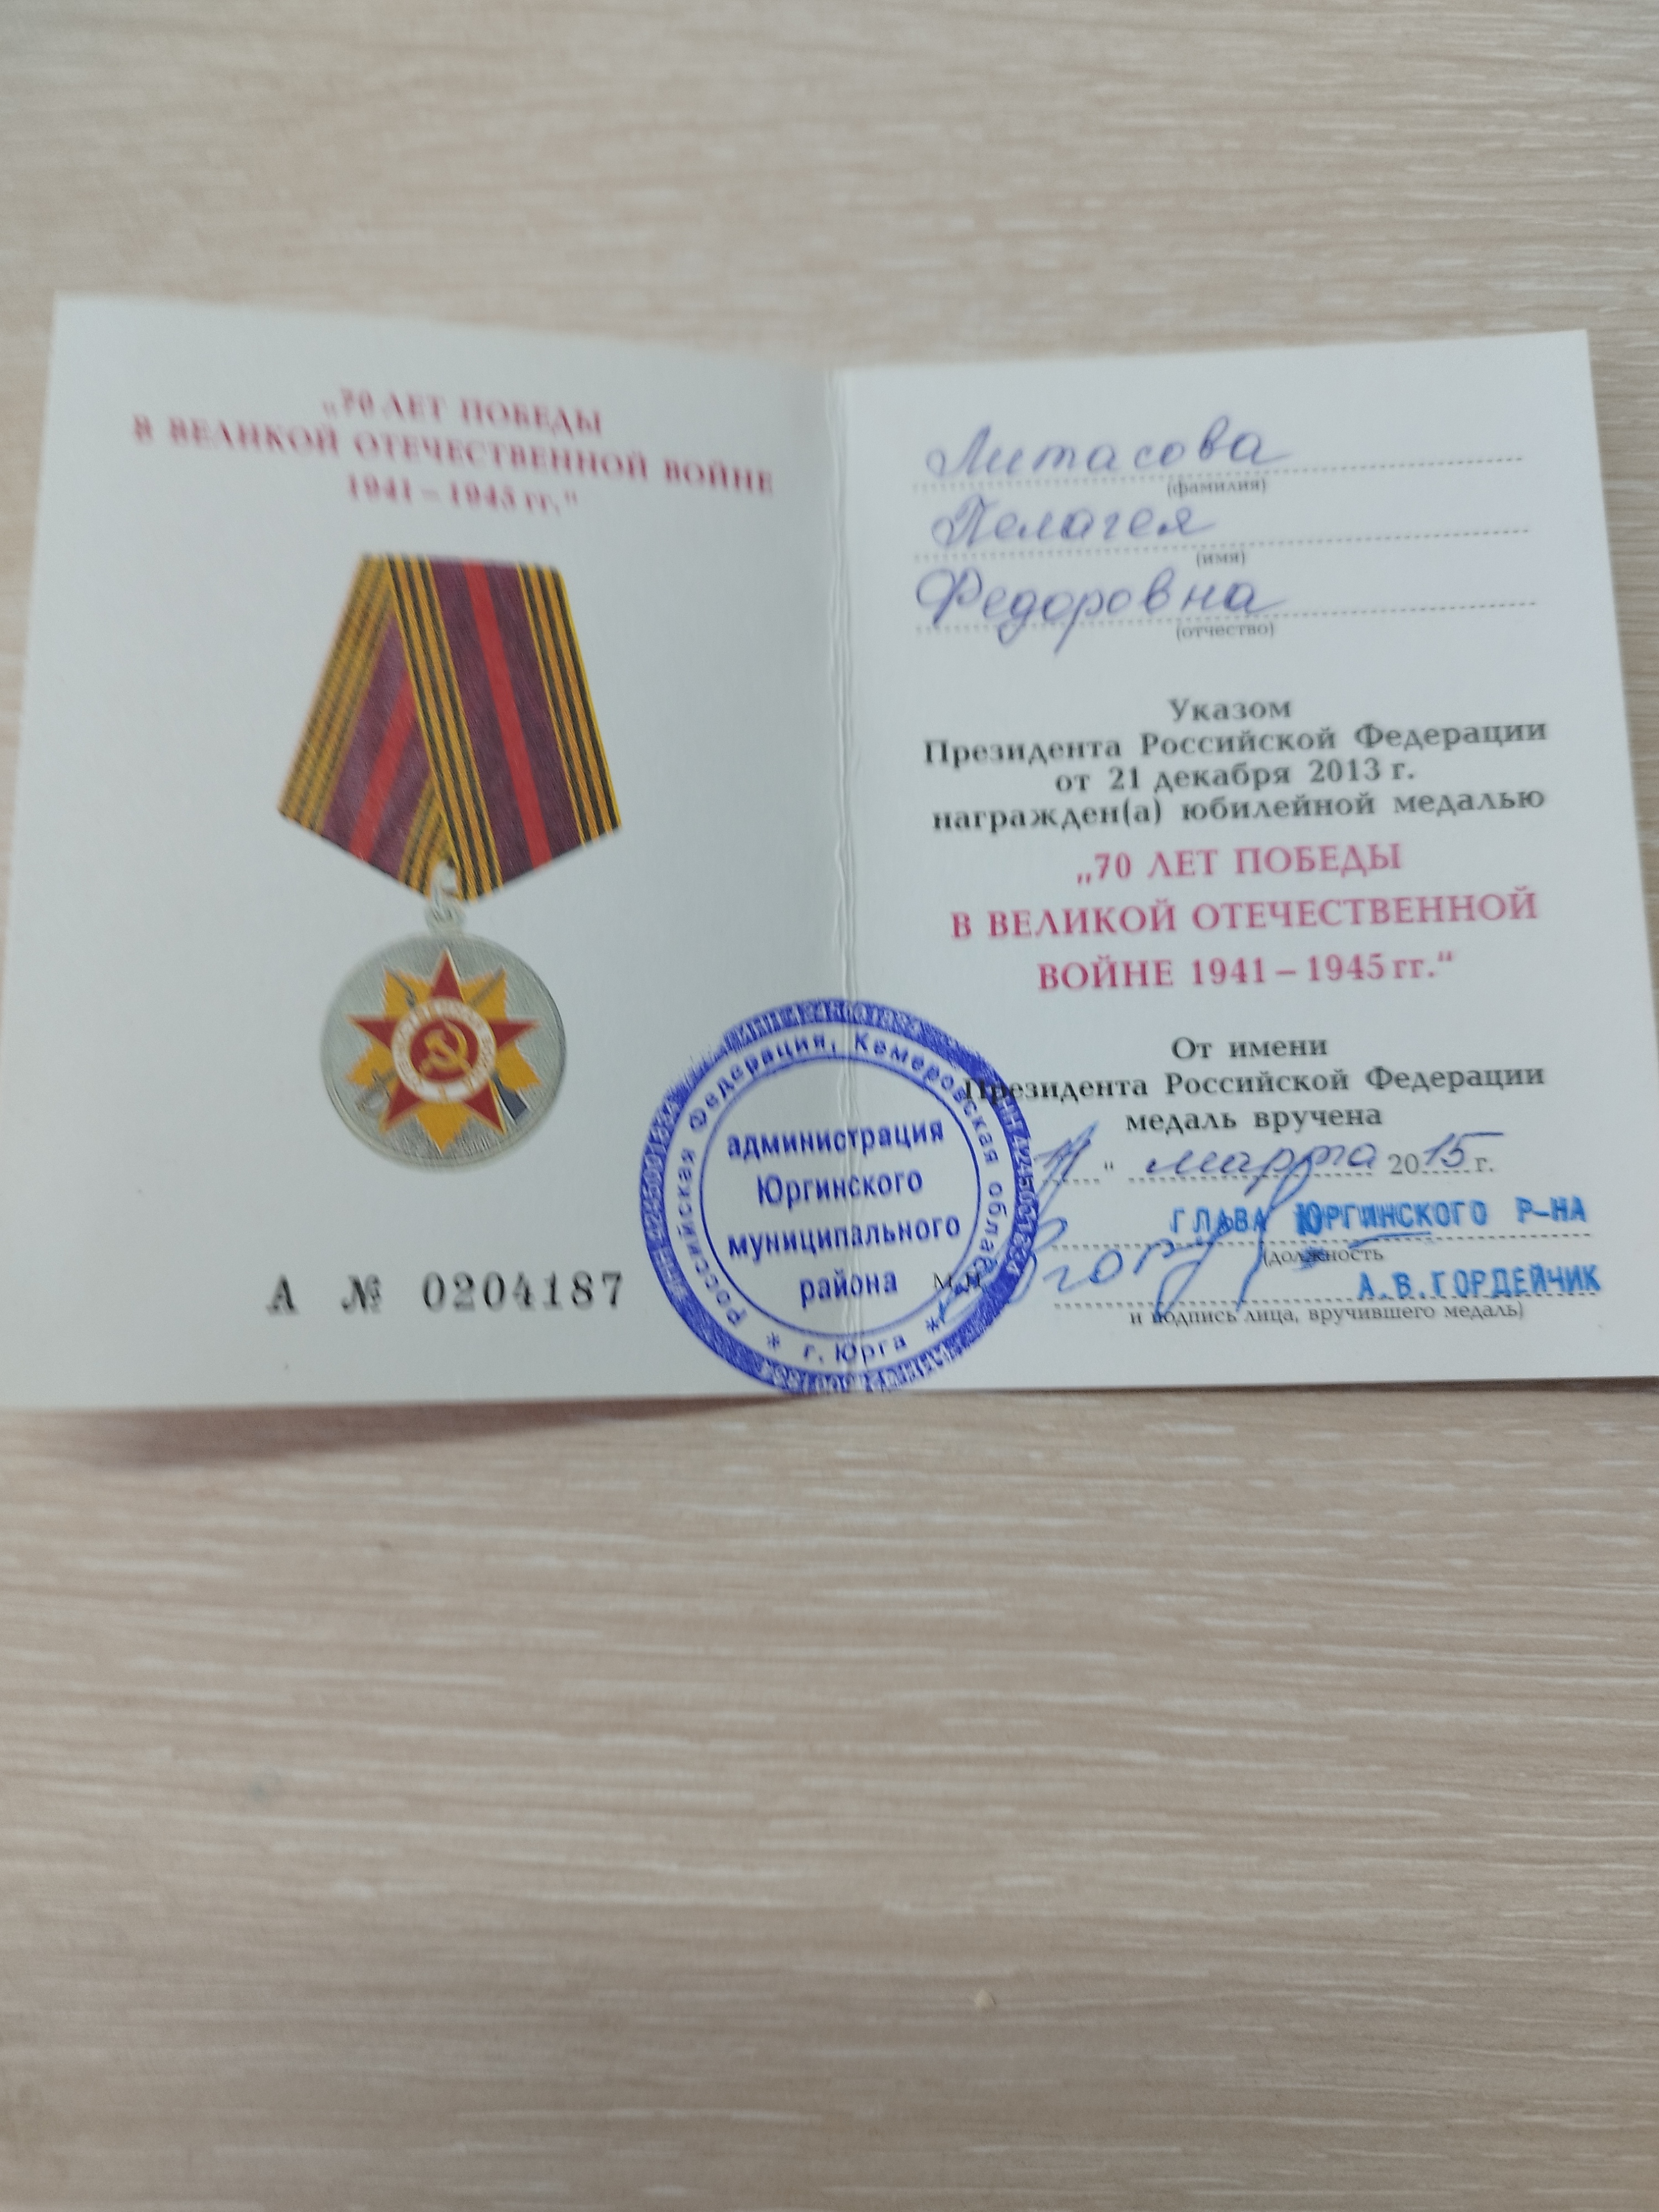 „70 ЛЕТ ПОБЕДЫ
В ВЕЛИКОЙ ОТЕЧЕСТВЕННОЙ ВОЙНЕ
1941 – 1945 гг.“
А № 0204187
Литасова
(фамилия)
Пелагея
(имя)
Федоровна
(отчество)
Указом
Президента Российской Федерации
от 21 декабря 2013 г.
награжден(а) юбилейной медалью
„70 ЛЕТ ПОБЕДЫ
В ВЕЛИКОЙ ОТЕЧЕСТВЕННОЙ
ВОЙНЕ 1941 – 1945 гг.“
От имени
Президента Российской Федерации
медаль вручена
11 “ марта 2015 г.
ГЛАВА ЮРГИНСКОГО Р-НА
(должность
А.В.ГОРДЕЙЧИК
и подпись лица, вручившего медаль)
М.П.
Российская Федерация, Кемеровская область
администрация
Юргинского
муниципального
района
* г. Юрга *